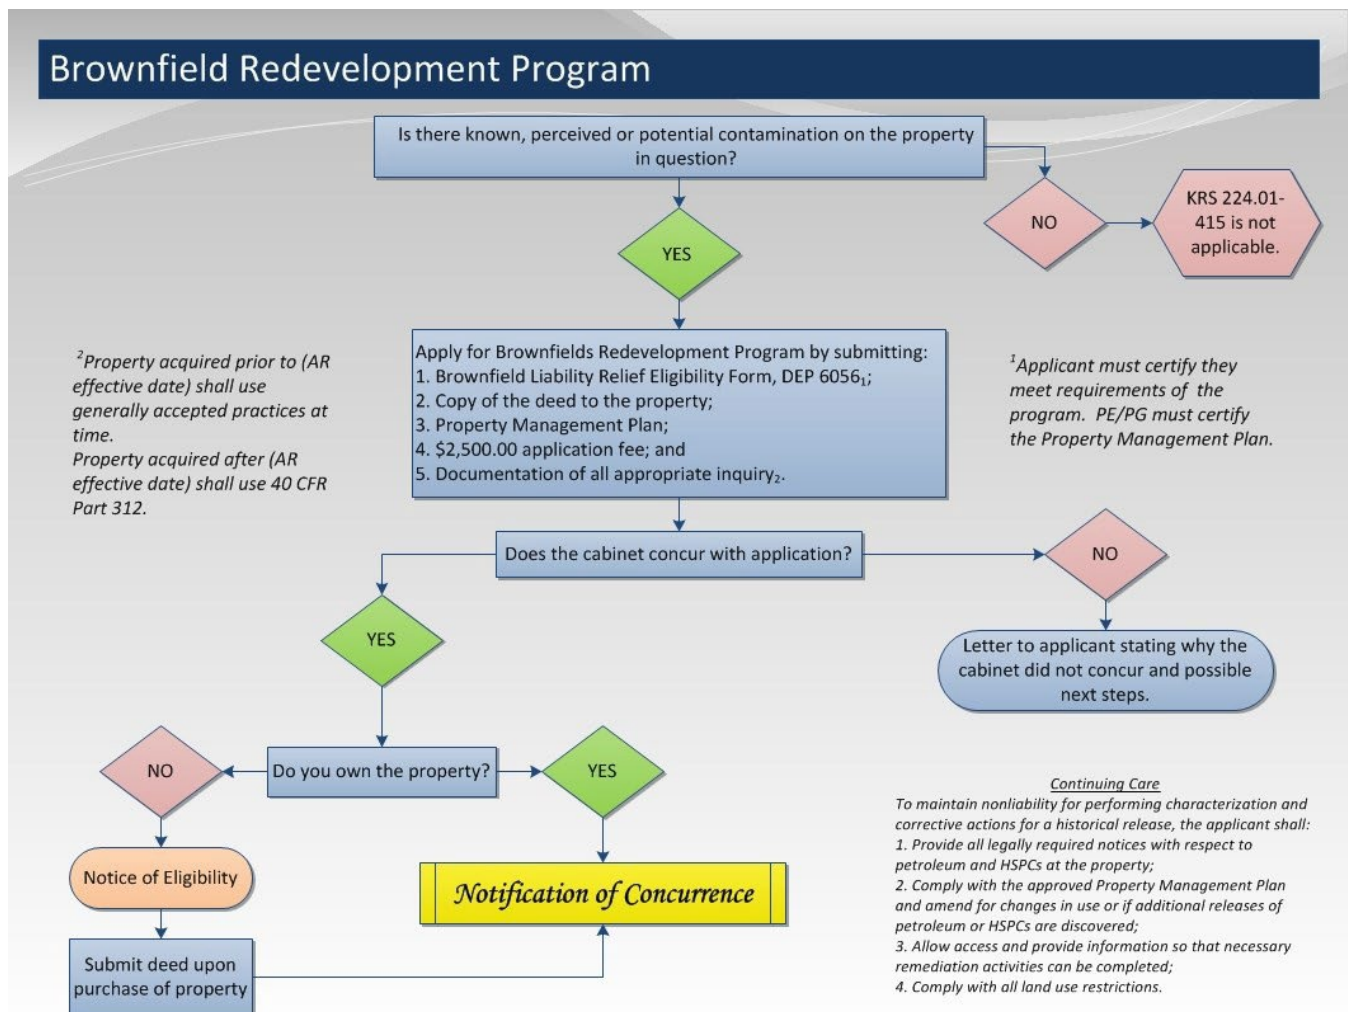 Brownfield Redevelopment Program
Is there known, perceived or potential contamination on the property
in question?
NO
KRS 224.01-
415 is not
applicable.
YES
²Property acquired prior to (AR
effective date) shall use
generally accepted practices at
time.
Property acquired after (AR
effective date) shall use 40 CFR
Part 312.
Apply for Brownfields Redevelopment Program by submitting:
1. Brownfield Liability Relief Eligibility Form, DEP 6056₁;
2. Copy of the deed to the property;
3. Property Management Plan;
4. $2,500.00 application fee; and
5. Documentation of all appropriate inquiry₂.
¹Applicant must certify they
meet requirements of the
program. PE/PG must certify
the Property Management Plan.
Does the cabinet concur with application?
NO
YES
Letter to applicant stating why the
cabinet did not concur and possible
next steps.
NO
Do you own the property?
YES
Notice of Eligibility
Notification of Concurrence
Submit deed upon
purchase of property
Continuing Care
To maintain nonliability for performing characterization and
corrective actions for a historical release, the applicant shall:
1. Provide all legally required notices with respect to
petroleum and HSPCs at the property;
2. Comply with the approved Property Management Plan
and amend for changes in use or if additional releases of
petroleum or HSPCs are discovered;
3. Allow access and provide information so that necessary
remediation activities can be completed;
4. Comply with all land use restrictions.